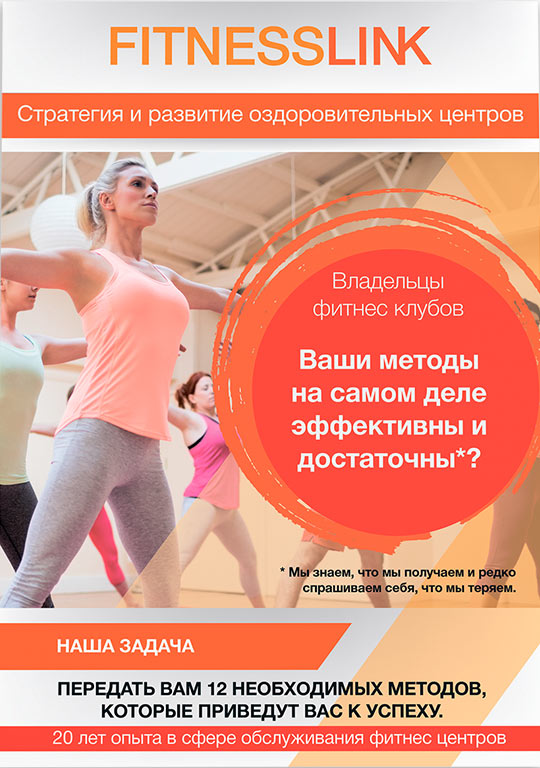 FITNESSLINK
Стратегия и развитие оздоровительных центров
Владельцы
фитнес клубов
Ваши методы
на самом деле
эффективны и
достаточны*?
* Мы знаем, что мы получаем и редко
спрашиваем себя, что мы теряем.
НАША ЗАДАЧА
ПЕРЕДАТЬ ВАМ 12 НЕОБХОДИМЫХ МЕТОДОВ,
КОТОРЫЕ ПРИВЕДУТ ВАС К УСПЕХУ.
20 лет опыта в сфере обслуживания фитнес центров